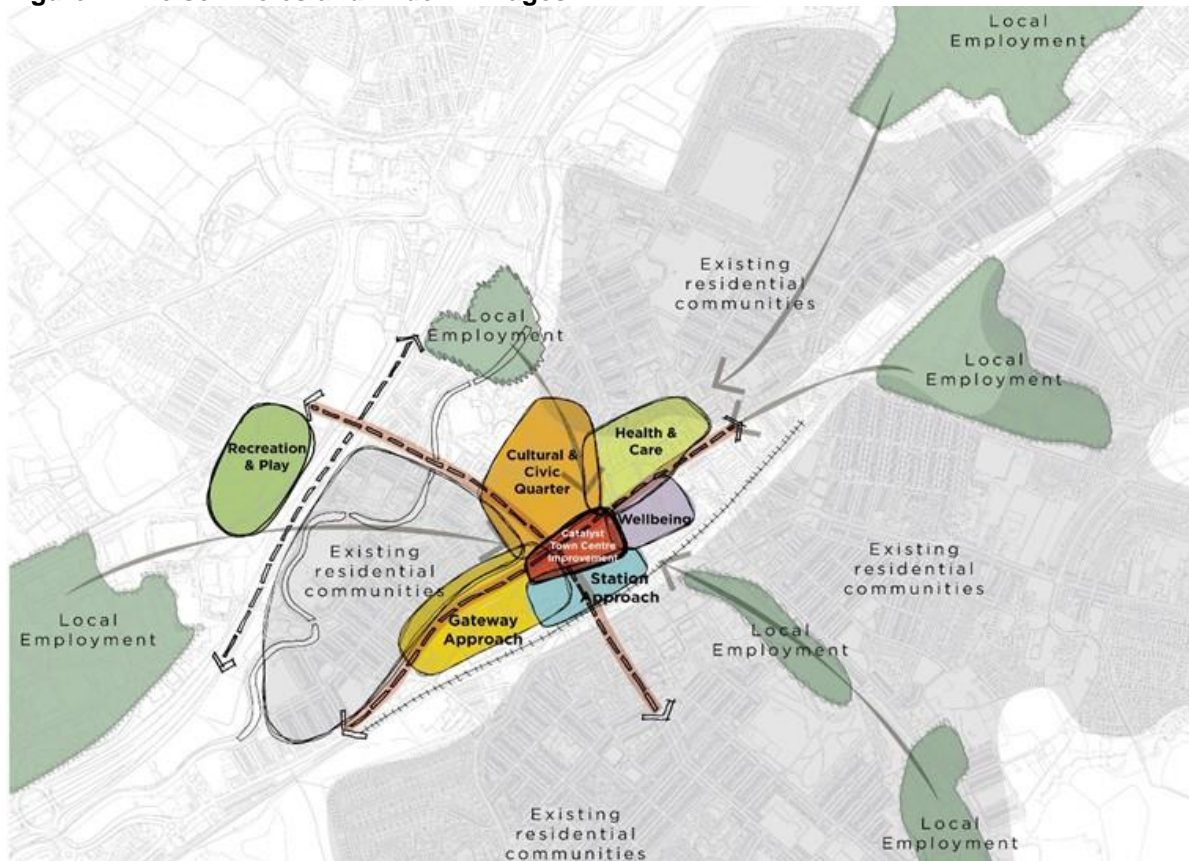 Local
Employment
Existing
residential
communities
Local
Employment
Local
Employment
Recreation
& Play
Cultural &
Civic
Quarter
Health &
Care
Wellbeing
Catalyst
Town Centre
Improvement
Station
Approach
Gateway
Approach
Existing
residential
communities
Existing
residential
communities
Local
Employment
Local
Employment
Existing
residential
communities
Local
Employment